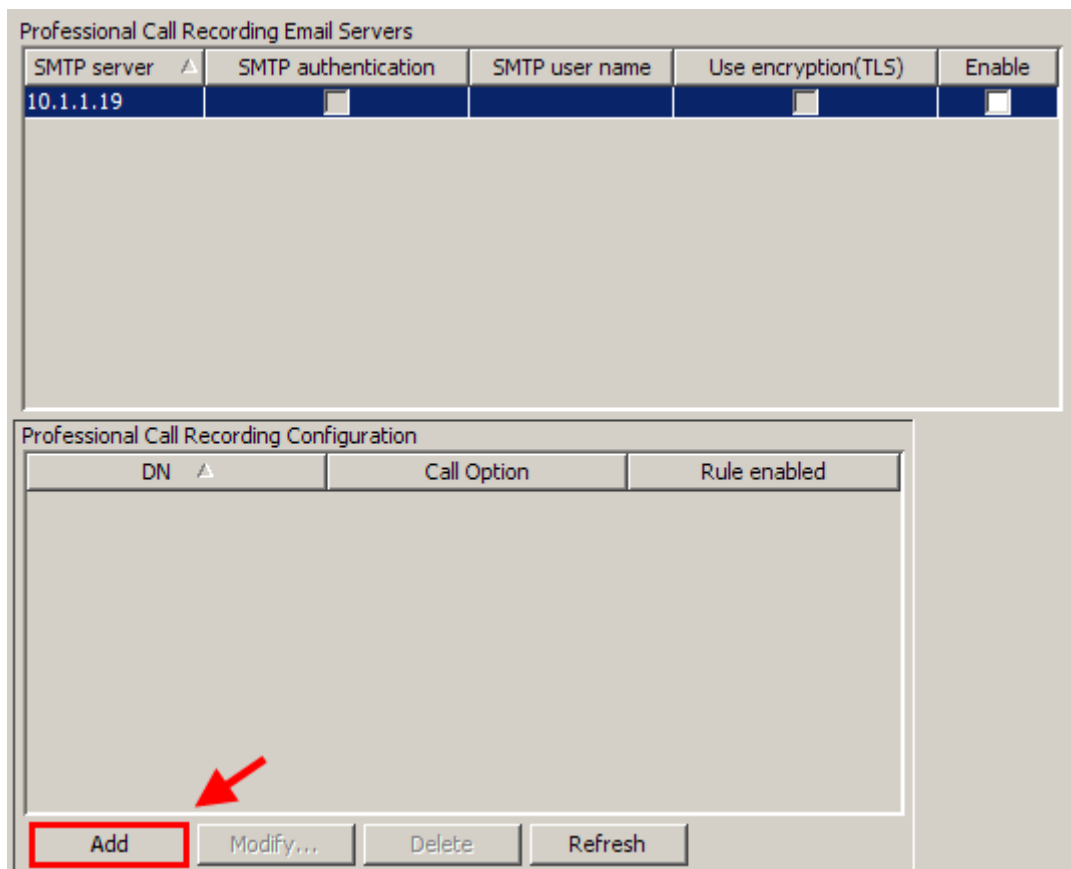 Professional Call Recording Email Servers
SMTP server SMTP authentication SMTP user name Use encryption(TLS) Enable
10.1.1.19
Professional Call Recording Configuration
DN Call Option Rule enabled
Add Modify... Delete Refresh